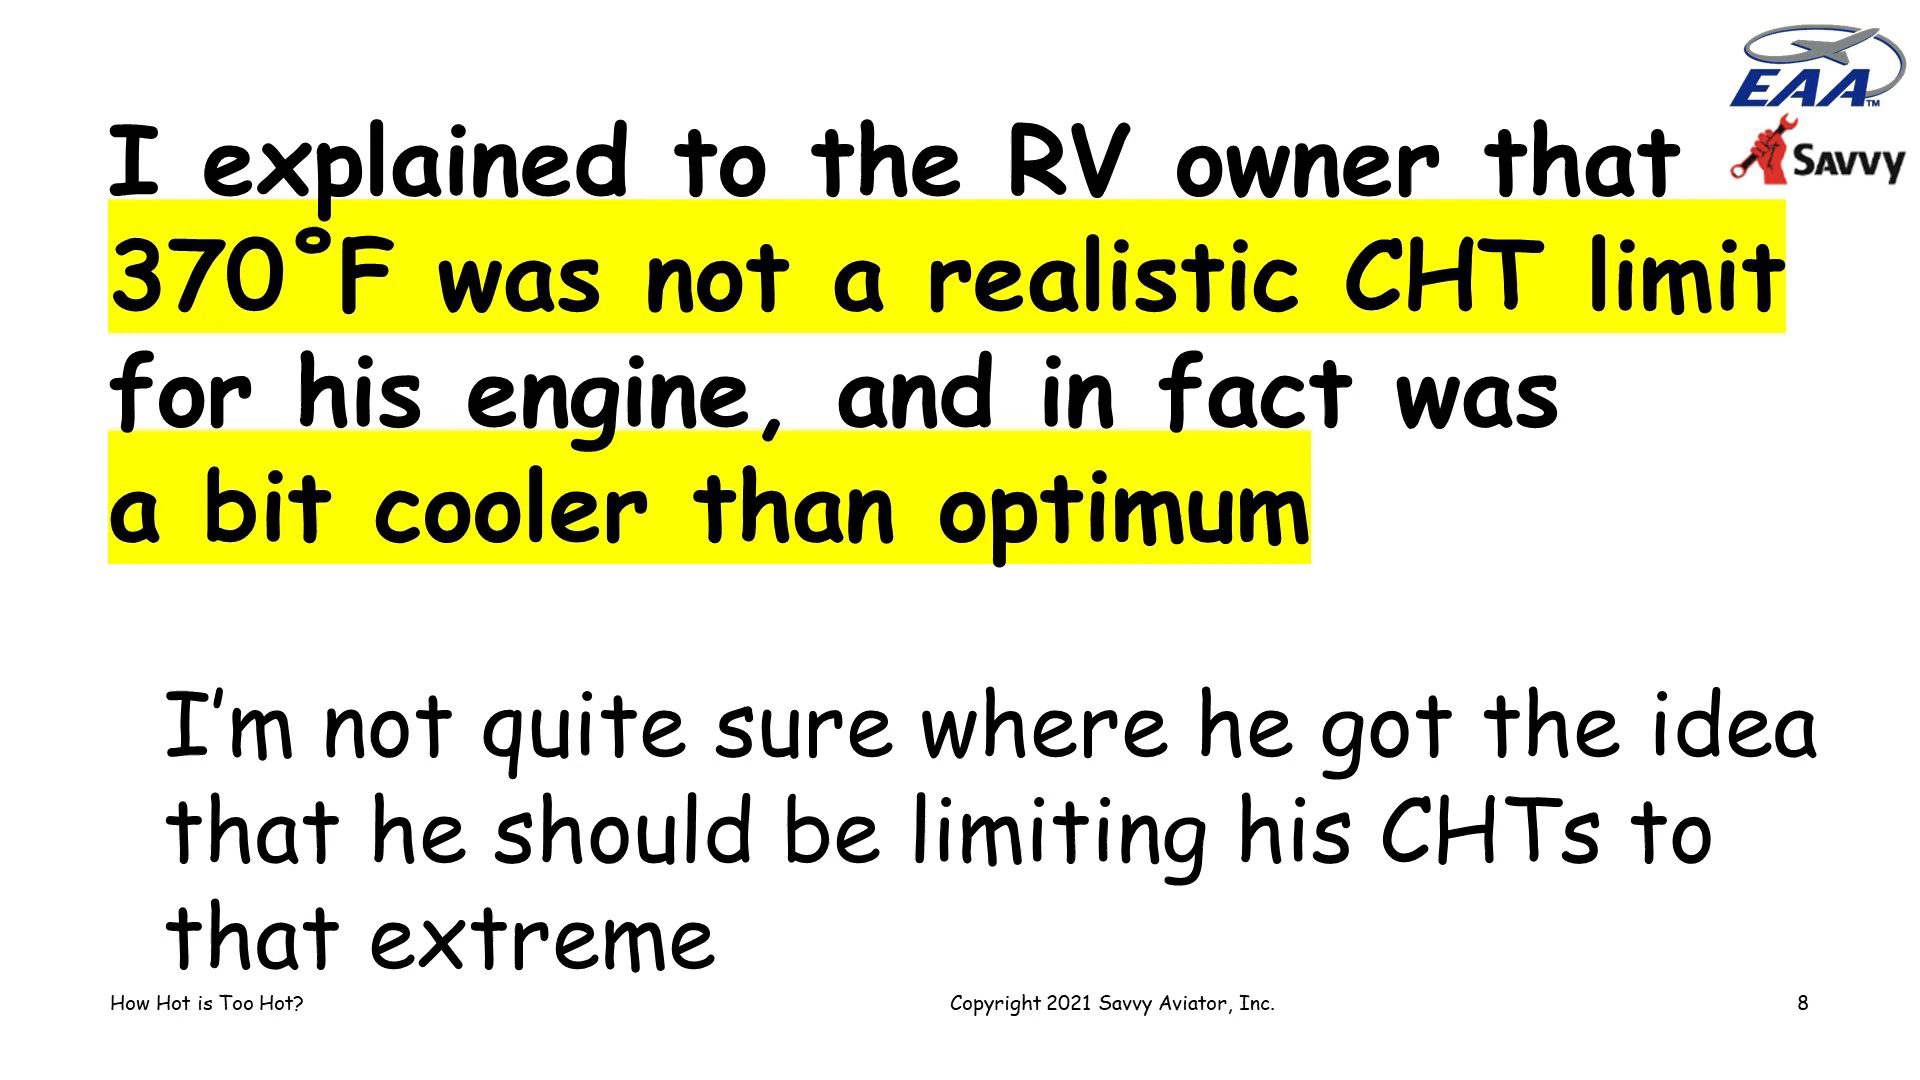 EAA™
Savvy
I explained to the RV owner that
370°F was not a realistic CHT limit
for his engine, and in fact was
a bit cooler than optimum
I’m not quite sure where he got the idea
that he should be limiting his CHTs to
that extreme
How Hot is Too Hot?
Copyright 2021 Savvy Aviator, Inc.
8